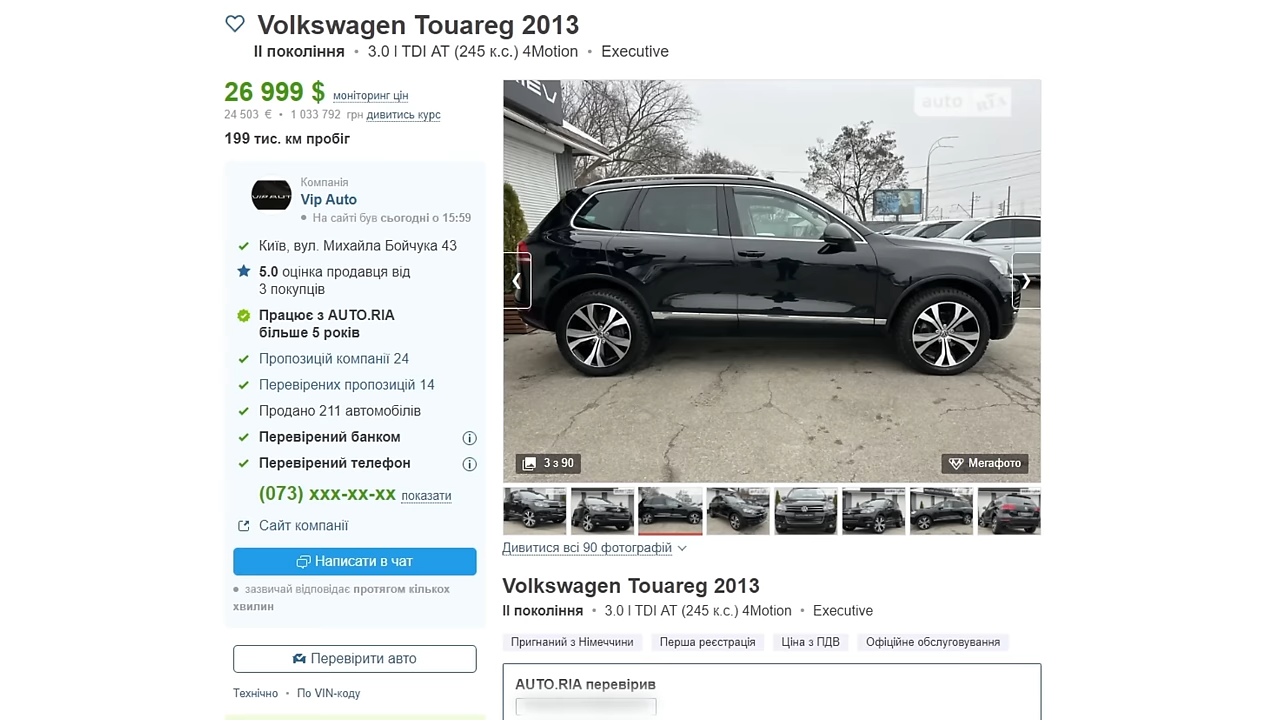 Volkswagen Touareg 2013
II покоління • 3.0 l TDI AT (245 к.с.) 4Motion • Executive
26 999 $ моніторинг цін
24 503 € • 1 033 792 грн дивитись курс
199 тис. км пробіг
Компанія
Vip Auto
• На сайті був сьогодні о 15:59
Київ, вул. Михайла Бойчука 43
5.0 оцінка продавця від
3 покупців
Працює з AUTO.RIA
більше 5 років
Пропозицій компанії 24
Перевірених пропозицій 14
Продано 211 автомобілів
Перевірений банком
Перевірений телефон
(073) xxx-xx-xx показати
Сайт компанії
Написати в чат
• зазвичай відповідає протягом кількох
хвилин
Перевірити авто
Технічно • По VIN-коду
auto RIA
VIP AUTO
3 з 90
Мегафото
Дивитися всі 90 фотографій
Volkswagen Touareg 2013
II покоління • 3.0 l TDI AT (245 к.с.) 4Motion • Executive
Пригнаний з Німеччини Перша реєстрація Ціна з ПДВ Офіційне обслуговування
AUTO.RIA перевірив